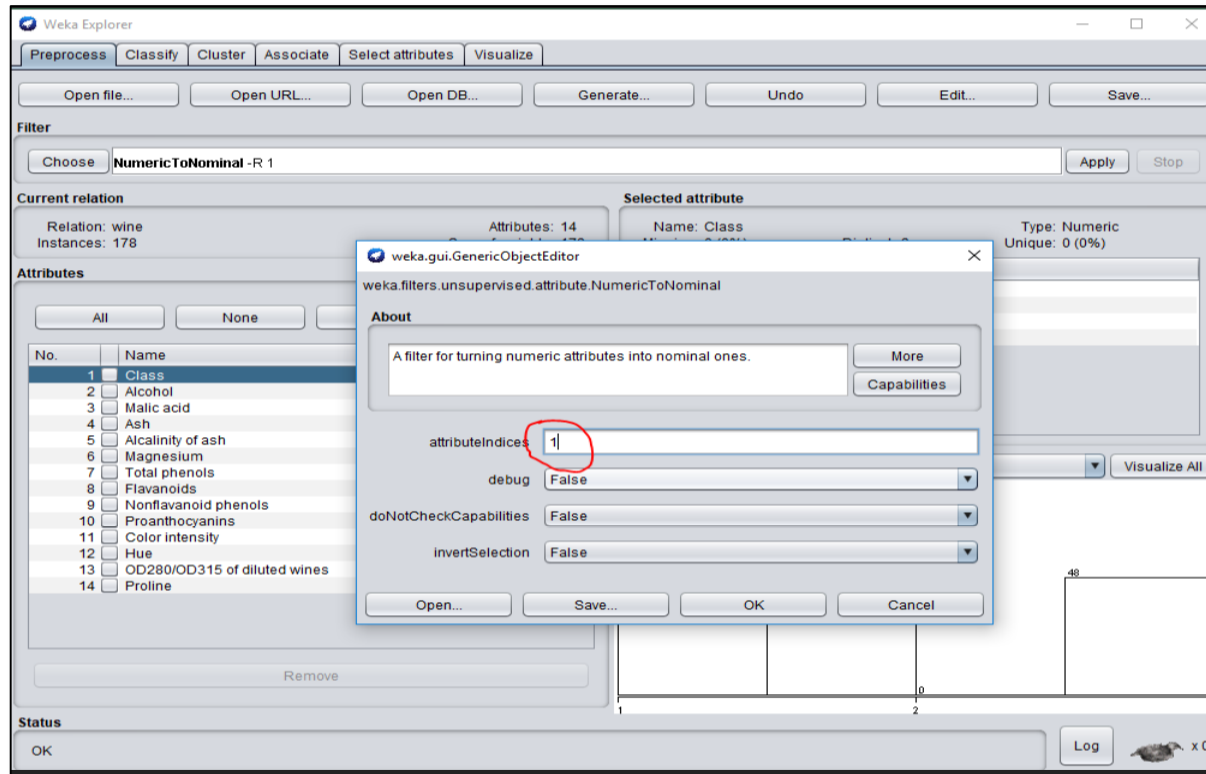 Weka Explorer
Preprocess Classify Cluster Associate Select attributes Visualize
Open file... Open URL... Open DB... Generate... Undo Edit... Save...
Filter
Choose NumericToNominal -R 1 Apply Stop
Current relation
Relation: wine Attributes: 14
Instances: 178
Selected attribute
Name: Class Type: Numeric
Unique: 0 (0%)
Attributes
All None
No. Name
1 Class
2 Alcohol
3 Malic acid
4 Ash
5 Alcalinity of ash
6 Magnesium
7 Total phenols
8 Flavanoids
9 Nonflavanoid phenols
10 Proanthocyanins
11 Color intensity
12 Hue
13 OD280/OD315 of diluted wines
14 Proline
Remove
weka.gui.GenericObjectEditor
weka.filters.unsupervised.attribute.NumericToNominal
About
A filter for turning numeric attributes into nominal ones.
More
Capabilities
attributeIndices 1
debug False
doNotCheckCapabilities False
invertSelection False
Open... Save... OK Cancel
Visualize All
48
0
1 2
Status
OK
Log x 0